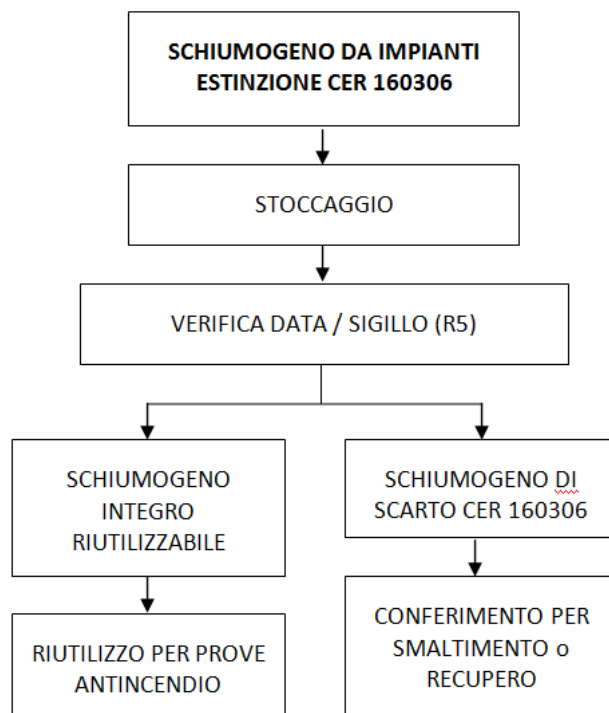 SCHIUMOGENO DA IMPIANTI
ESTINZIONE CER 160306
STOCCAGGIO
VERIFICA DATA / SIGILLO (R5)
SCHIUMOGENO
INTEGRO
RIUTILIZZABILE
SCHIUMOGENO DI
SCARTO CER 160306
RIUTILIZZO PER PROVE
ANTINCENDIO
CONFERIMENTO PER
SMALTIMENTO o
RECUPERO